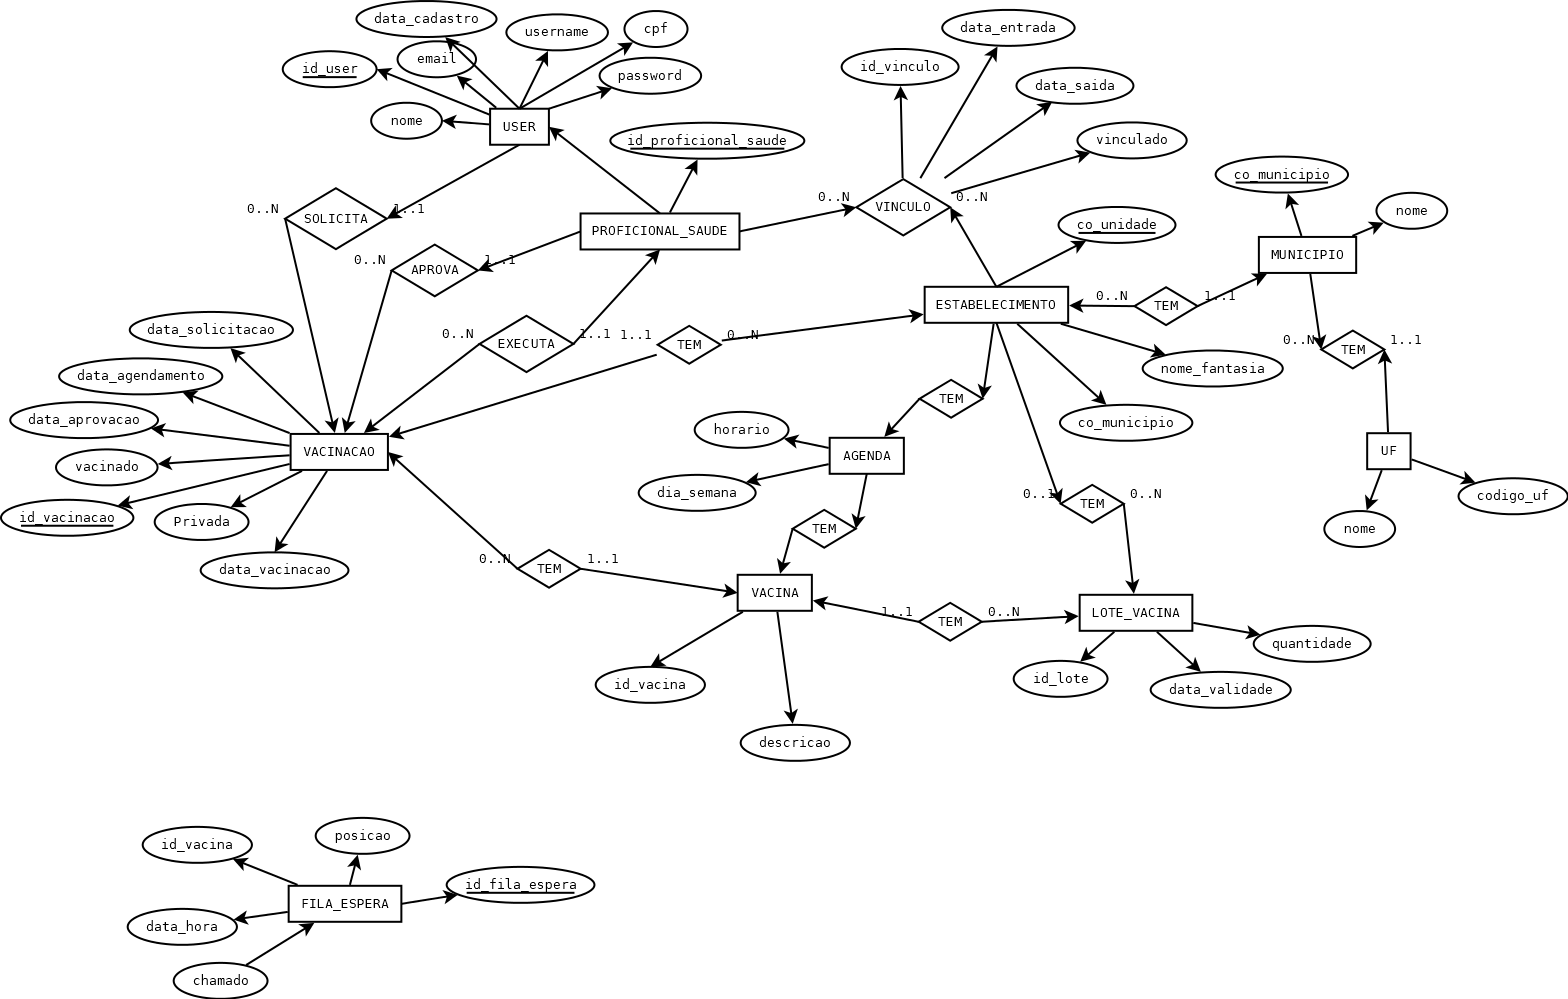 data_cadastro
data_entrada
username
cpf
email
id_user
id_vinculo
password
data_saida
nome
USER
id_proficional_saude
vinculado
co_municipio
0..N
SOLICITA
1..1
0..N
VINCULO
0..N
nome
PROFICIONAL_SAUDE
co_unidade
0..N
APROVA
1..1
MUNICIPIO
data_solicitacao
0..N
EXECUTA
1..1
1..1
TEM
0..N
ESTABELECIMENTO
0..N
TEM
1..1
0..N
TEM
1..1
data_agendamento
nome_fantasia
TEM
data_aprovacao
horario
co_municipio
VACINACAO
AGENDA
UF
vacinado
dia_semana
0..1
TEM
0..N
codigo_uf
id_vacinacao
Privada
TEM
nome
data_vacinacao
0..N
TEM
1..1
VACINA
1..1
TEM
0..N
LOTE_VACINA
quantidade
id_vacina
id_lote
data_validade
descricao
id_vacina
posicao
id_fila_espera
FILA_ESPERA
data_hora
chamado